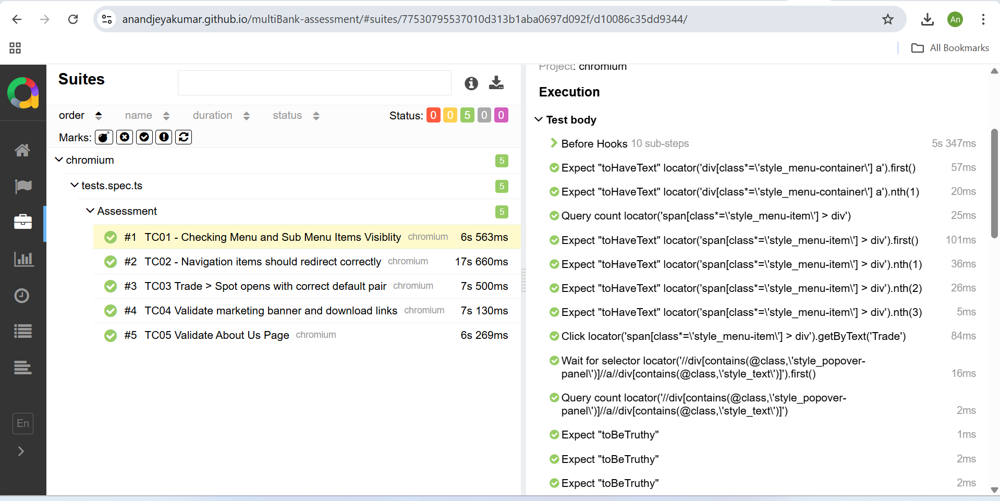 anandjeyakumar.github.io/multiBank-assessment/#suites/77530795537010d313b1aba0697d092f/d10086c35dd9344/
An
All Bookmarks
Suites
order name duration status
Status: 0 0 5 0 0
Marks:
chromium 5
tests.spec.ts 5
Assessment 5
#1 TC01 - Checking Menu and Sub Menu Items Visiblity chromium 6s 563ms
#2 TC02 - Navigation items should redirect correctly chromium 17s 660ms
#3 TC03 Trade > Spot opens with correct default pair chromium 7s 500ms
#4 TC04 Validate marketing banner and download links chromium 7s 130ms
#5 TC05 Validate About Us Page chromium 6s 269ms
En
Project: chromium
Execution
Test body
Before Hooks 10 sub-steps 5s 347ms
Expect "toHaveText" locator('div[class*=\'style_menu-container\'] a').first() 57ms
Expect "toHaveText" locator('div[class*=\'style_menu-container\'] a').nth(1) 20ms
Query count locator('span[class*=\'style_menu-item\'] > div') 25ms
Expect "toHaveText" locator('span[class*=\'style_menu-item\'] > div').first() 101ms
Expect "toHaveText" locator('span[class*=\'style_menu-item\'] > div').nth(1) 36ms
Expect "toHaveText" locator('span[class*=\'style_menu-item\'] > div').nth(2) 26ms
Expect "toHaveText" locator('span[class*=\'style_menu-item\'] > div').nth(3) 5ms
Click locator('span[class*=\'style_menu-item\'] > div').getByText('Trade') 84ms
Wait for selector locator('//div[contains(@class,\'style_popover-
panel\')]//a//div[contains(@class,\'style_text\')]').first() 16ms
Query count locator('//div[contains(@class,\'style_popover-
panel\')]//a//div[contains(@class,\'style_text\')]') 2ms
Expect "toBeTruthy" 1ms
Expect "toBeTruthy" 2ms
Expect "toBeTruthy" 2ms